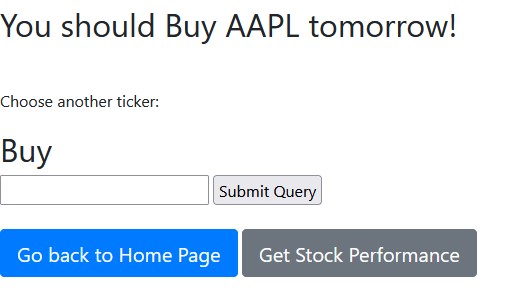 You should Buy AAPL tomorrow!
Choose another ticker:
Buy
Submit Query
Go back to Home Page Get Stock Performance